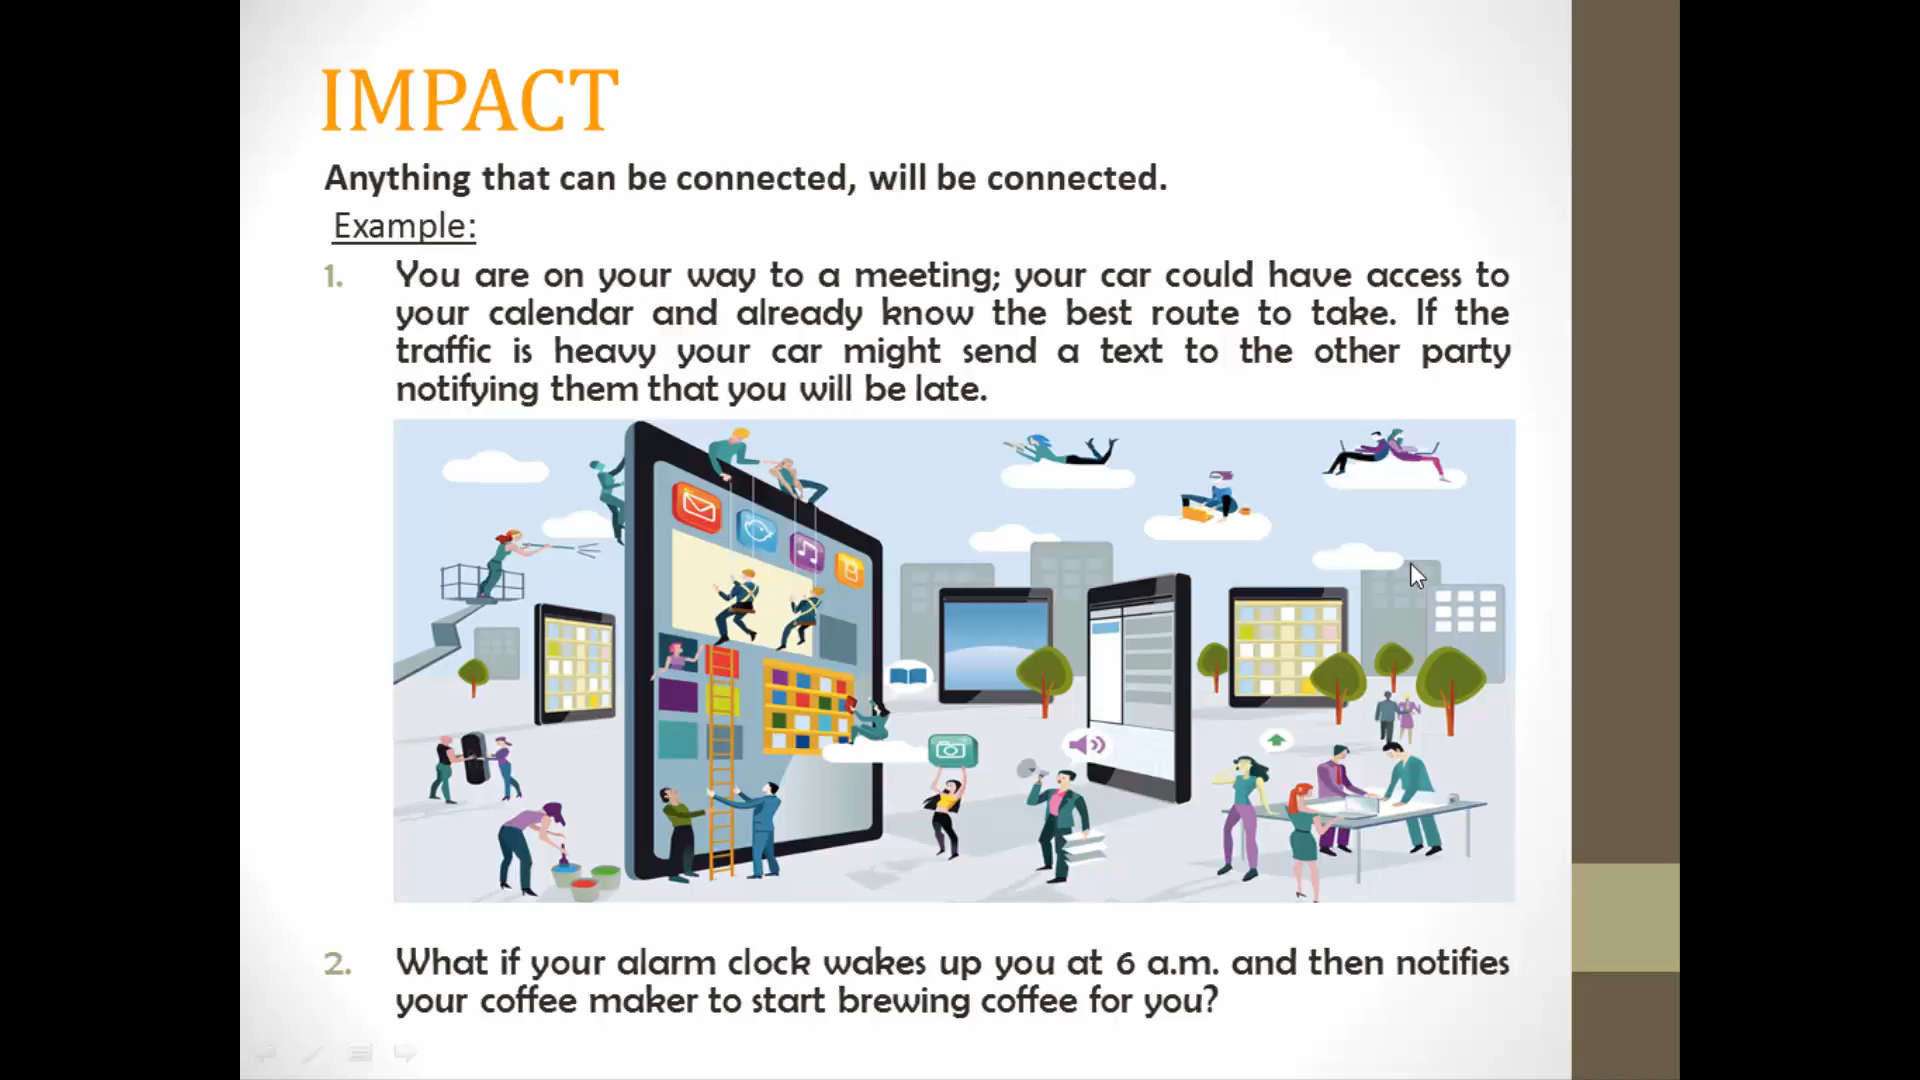 IMPACT
Anything that can be connected, will be connected.
Example:
1. You are on your way to a meeting; your car could have access to
your calendar and already know the best route to take. If the
traffic is heavy your car might send a text to the other party
notifying them that you will be late.
2. What if your alarm clock wakes up you at 6 a.m. and then notifies
your coffee maker to start brewing coffee for you?